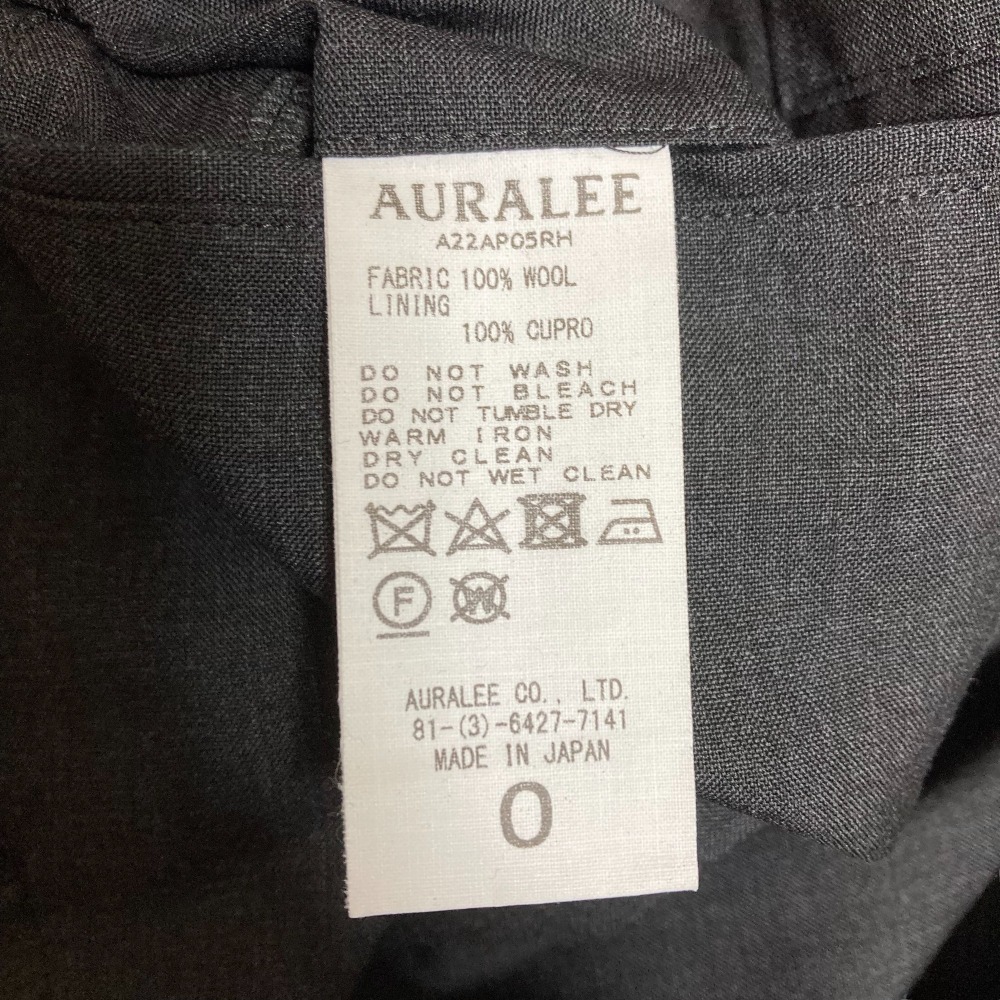 AURALEE
A22AP05RH
FABRIC 100% WOOL
LINING
100% CUPRO
DO NOT WASH
DO NOT BLEACH
DO NOT TUMBLE DRY
WARM IRON
DRY CLEAN
DO NOT WET CLEAN
F W
AURALEE CO., LTD.
81-(3)-6427-7141
MADE IN JAPAN
0